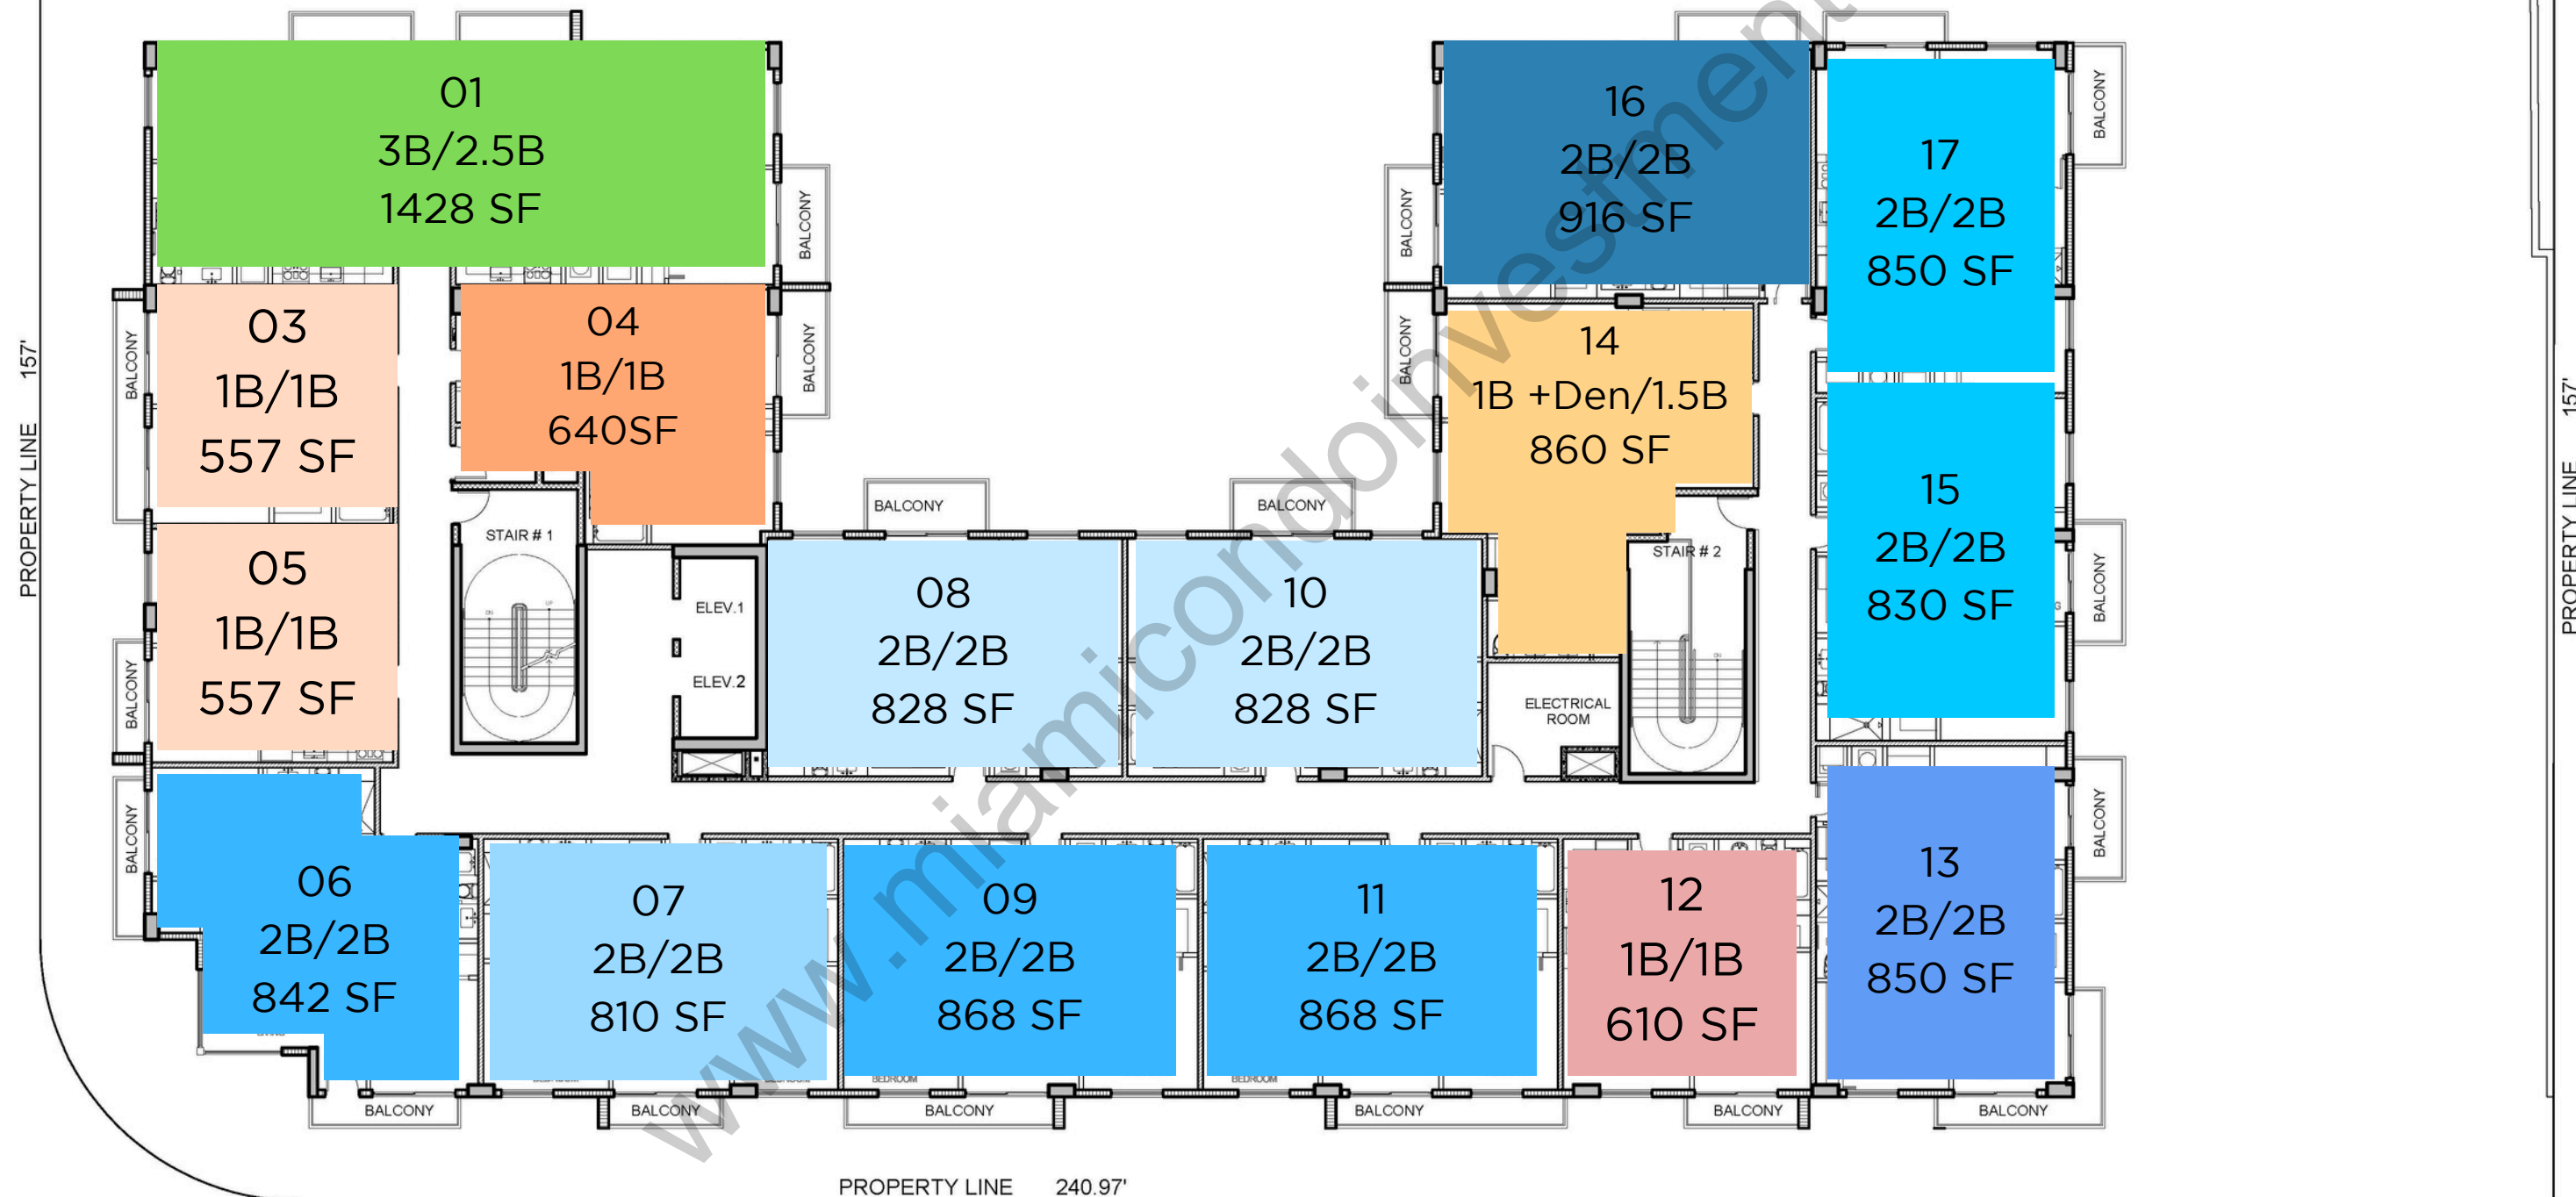 01
3B/2.5B
1428 SF
16
2B/2B
916 SF
17
2B/2B
850 SF
BALCONY
BALCONY
BALCONY
03
1B/1B
557 SF
04
1B/1B
640SF
14
1B +Den/1.5B
860 SF
BALCONY
BALCONY
BALCONY
PROPERTY LINE 157'
PROPERTY LINE 157'
15
2B/2B
830 SF
BALCONY
BALCONY
BALCONY
STAIR # 1
STAIR # 2
05
1B/1B
557 SF
BALCONY
UP
DN
ELEV.1
ELEV.2
08
2B/2B
828 SF
10
2B/2B
828 SF
ELECTRICAL
ROOM
DN
BALCONY
BALCONY
06
2B/2B
842 SF
07
2B/2B
810 SF
09
2B/2B
868 SF
11
2B/2B
868 SF
12
1B/1B
610 SF
13
2B/2B
850 SF
BEDROOM
BEDROOM
BALCONY
BALCONY
BALCONY
BALCONY
BALCONY
BALCONY
PROPERTY LINE 240.97'
www.miamicondoinvestment